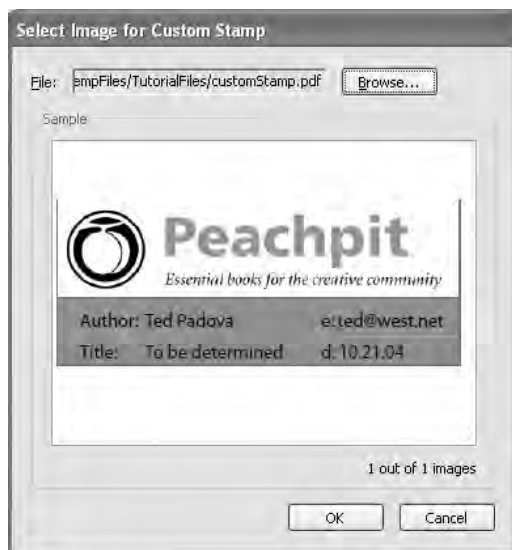 Select Image for Custom Stamp
File: empFiles/TutorialFiles/customStamp.pdf Browse...
Sample
Peachpit
Essential books for the creative community
Author: Ted Padova e:ted@west.net
Title: To be determined d: 10.21.04
1 out of 1 images
OK Cancel